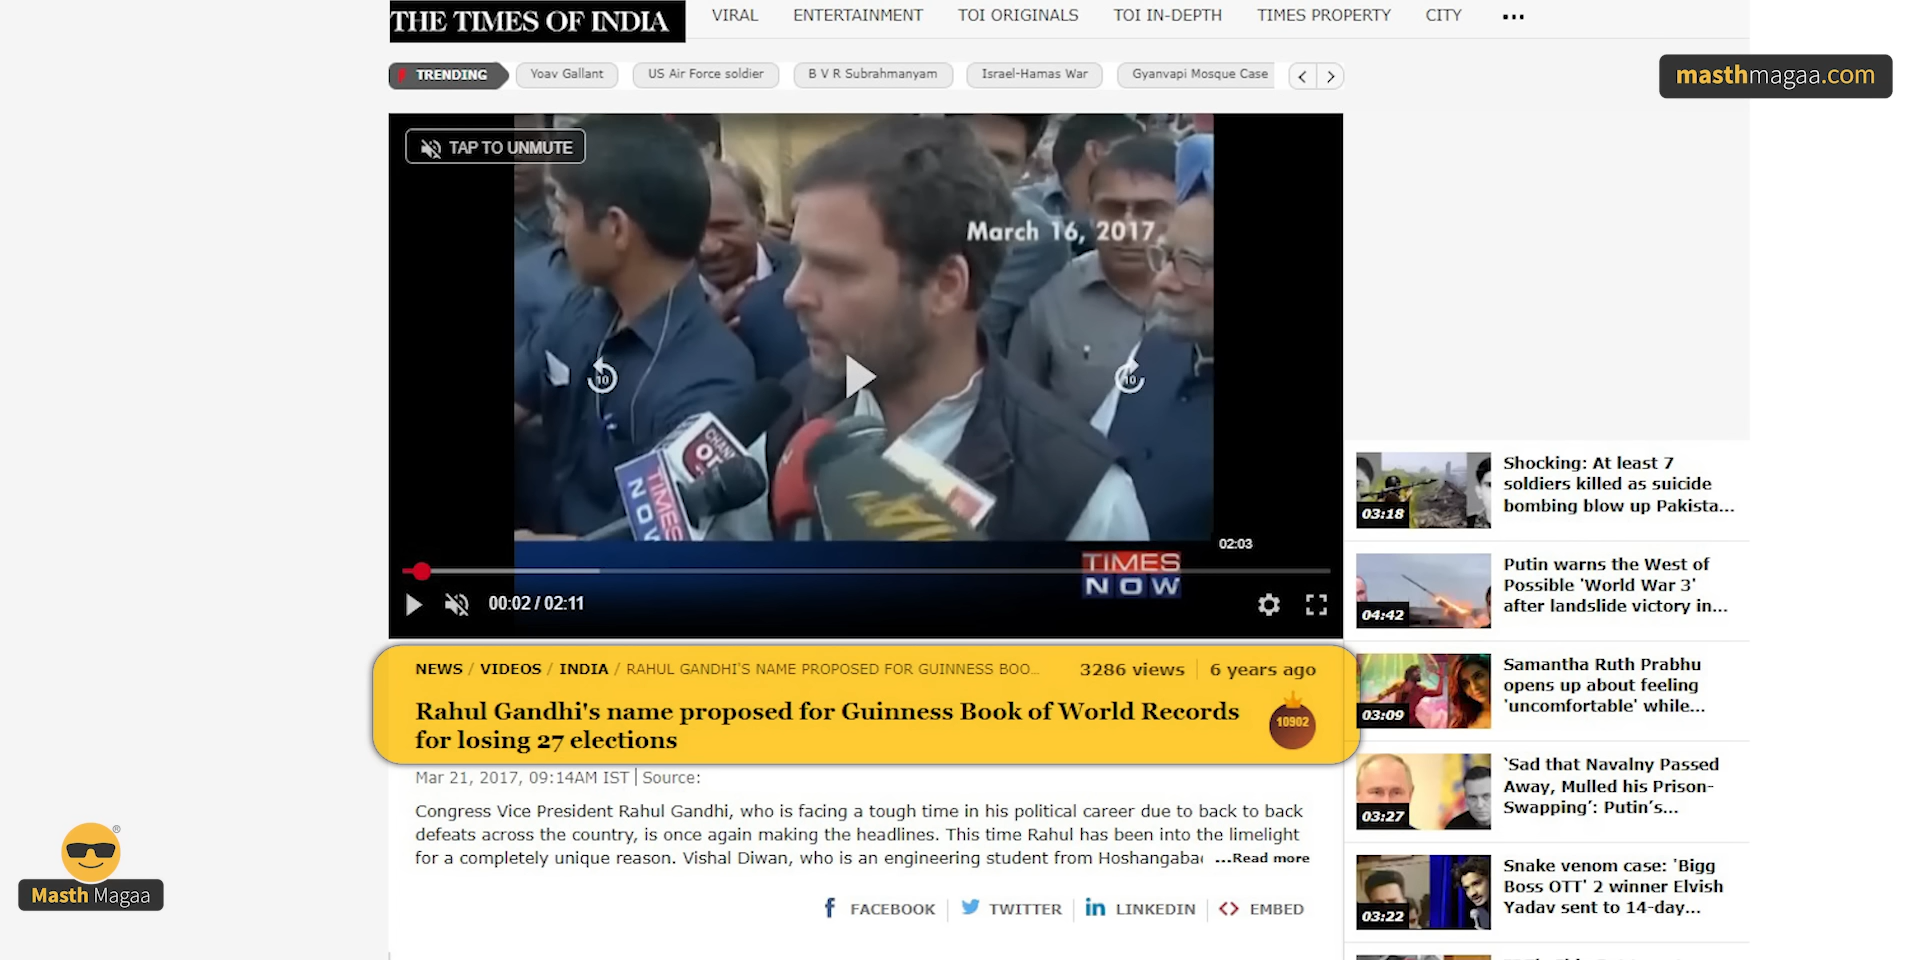 THE TIMES OF INDIA
VIRAL ENTERTAINMENT TOI ORIGINALS TOI IN-DEPTH TIMES PROPERTY CITY ...
masthmagaa.com
TRENDING Yoav Gallant US Air Force soldier B V R Subrahmanyam Israel-Hamas War Gyanvapi Mosque Case
TAP TO UNMUTE
March 16, 2017,
10
10
CHAN
TIMES
NOW
02:03
TIMES
NOW
00:02 / 02:11
NEWS / VIDEOS / INDIA / RAHUL GANDHI'S NAME PROPOSED FOR GUINNESS BOO... 3286 views 6 years ago
Rahul Gandhi's name proposed for Guinness Book of World Records
for losing 27 elections
10902
Mar 21, 2017, 09:14AM IST | Source:
Congress Vice President Rahul Gandhi, who is facing a tough time in his political career due to back to back
defeats across the country, is once again making the headlines. This time Rahul has been into the limelight
for a completely unique reason. Vishal Diwan, who is an engineering student from Hoshangaba ...Read more
FACEBOOK TWITTER LINKEDIN EMBED
Shocking: At least 7
soldiers killed as suicide
bombing blow up Pakista...
03:18
Putin warns the West of
Possible 'World War 3'
after landslide victory in...
04:42
Samantha Ruth Prabhu
opens up about feeling
'uncomfortable' while...
03:09
‘Sad that Navalny Passed
Away, Mulled his Prison-
Swapping’: Putin’s...
03:27
Snake venom case: 'Bigg
Boss OTT' 2 winner Elvish
Yadav sent to 14-day...
03:22
®
Masth Magaa